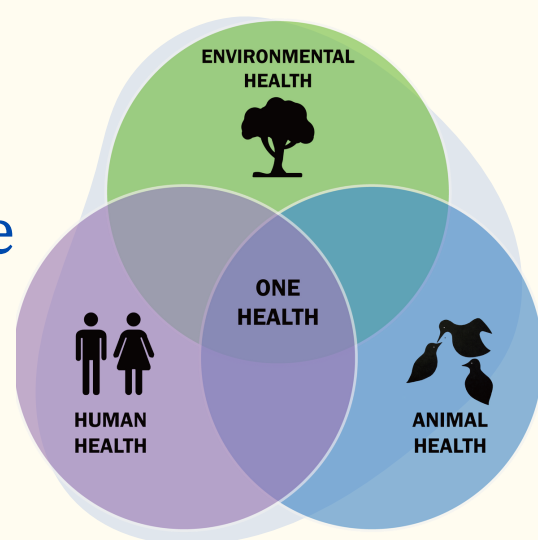 ENVIRONMENTAL
HEALTH
e
ONE
HEALTH
HUMAN
HEALTH
ANIMAL
HEALTH